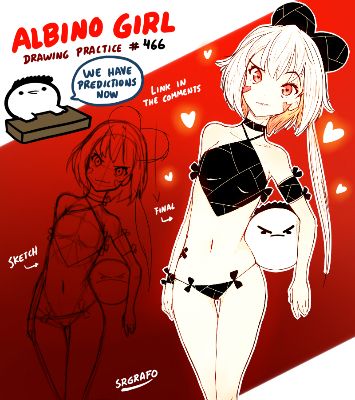 ALBINO GIRL
DRAWING PRACTICE # 466
WE HAVE
PREDICTIONS
NOW
LINK IN
THE COMMENTS
FINAL
SKETCH
SRGRAFO